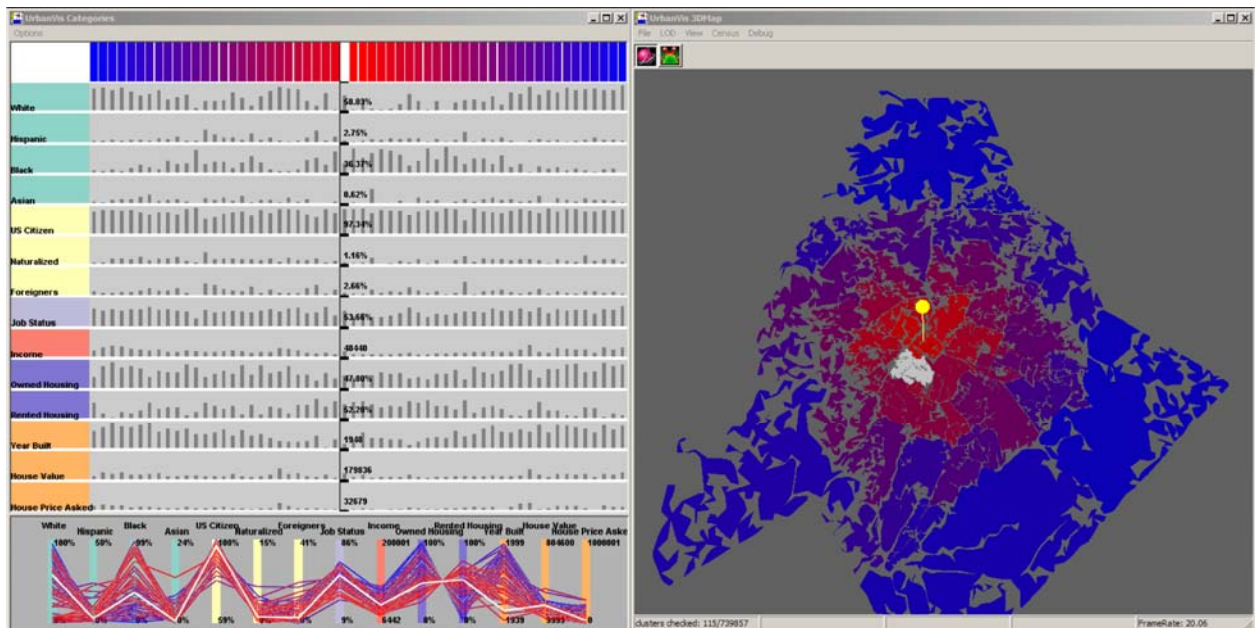 UrbanVis Categories
Options
White
58.03%
Hispanic
2.75%
Black
36.37%
Asian
0.62%
US Citizen
97.34%
Naturalized
1.16%
Foreigners
2.66%
Job Status
53.66%
Income
Owned Housing
47.80%
Rented Housing
52.20%
Year Built
1948
House Value
179836
House Price Asked
32679
White Black US Citizen Foreigners Income Rented Housing House Value
Hispanic Asian Naturalized Job Status Owned Housing Year Built House Price Asked
100% 50% 99% 24% 100% 15% 41% 86% 200001 100% 100% 1999 804600 1000001
0% 59% 9% 6442 0% 0% 1939 0
UrbanVis 3DMap
File LOD View Census Debug
clusters checked: 115/739857
FrameRate: 20.06